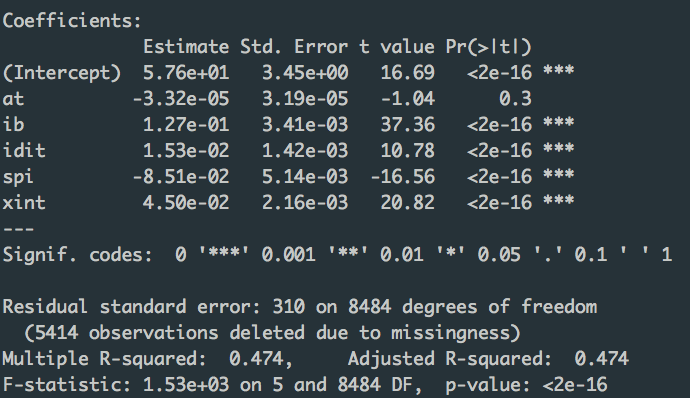 Coefficients:
              Estimate Std. Error t value Pr(>|t|)
(Intercept)  5.76e+01   3.45e+00   16.69   <2e-16 ***
at          -3.32e-05   3.19e-05   -1.04      0.3
ib           1.27e-01   3.41e-03   37.36   <2e-16 ***
idit         1.53e-02   1.42e-03   10.78   <2e-16 ***
spi         -8.51e-02   5.14e-03  -16.56   <2e-16 ***
xint         4.50e-02   2.16e-03   20.82   <2e-16 ***
---
Signif. codes:  0 '***' 0.001 '**' 0.01 '*' 0.05 '.' 0.1 ' ' 1

Residual standard error: 310 on 8484 degrees of freedom
  (5414 observations deleted due to missingness)
Multiple R-squared:  0.474,     Adjusted R-squared:  0.474
F-statistic: 1.53e+03 on 5 and 8484 DF,  p-value: <2e-16